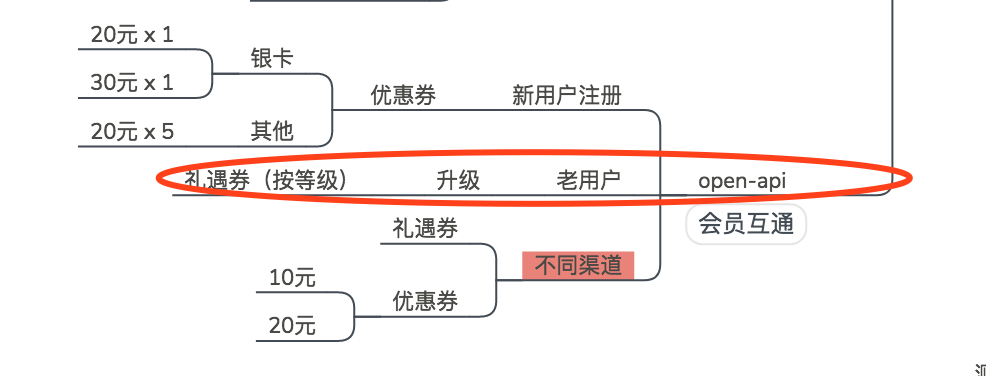 20元 x 1
银卡
30元 x 1
优惠券
新用户注册
20元 x 5
其他
礼遇券（按等级）
升级
老用户
open-api
会员互通
礼遇券
不同渠道
10元
优惠券
20元